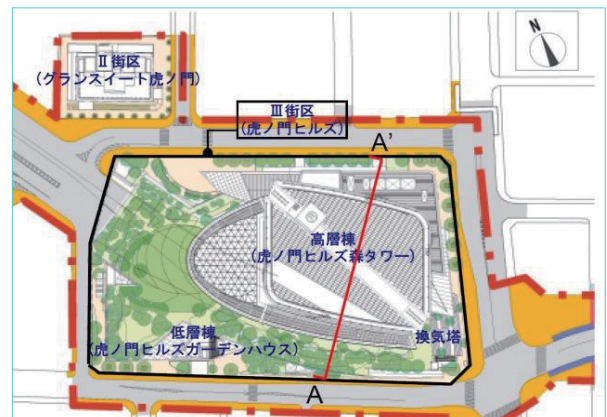 N
Ⅱ街区
(グランスイート虎ノ門)
Ⅲ街区
(虎ノ門ヒルズ)
A'
高層棟
(虎ノ門ヒルズ森タワー)
低層棟
(虎ノ門ヒルズガーデンハウス)
換気塔
A